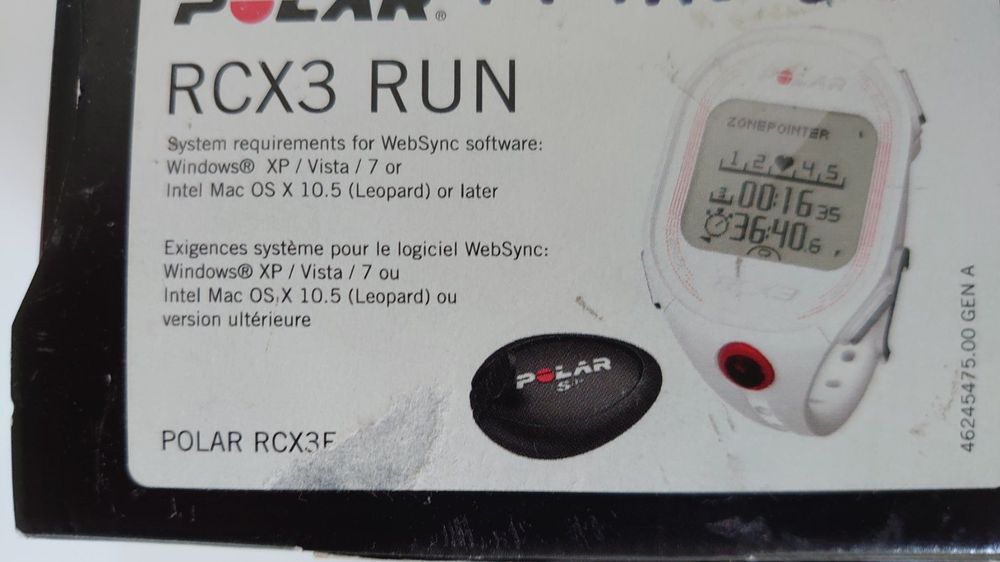 POLAR®
RCX3 RUN
System requirements for WebSync software:
Windows® XP / Vista / 7 or
Intel Mac OS X 10.5 (Leopard) or later
Exigences système pour le logiciel WebSync:
Windows® XP / Vista / 7 ou
Intel Mac OS X 10.5 (Leopard) ou
version ultérieure
POLAR RCX3F
POLAR
ZONEPOINTER
1 2 4 5
3 00:16 35
36:40.6
POLAR
S3+
46245475.00 GEN A